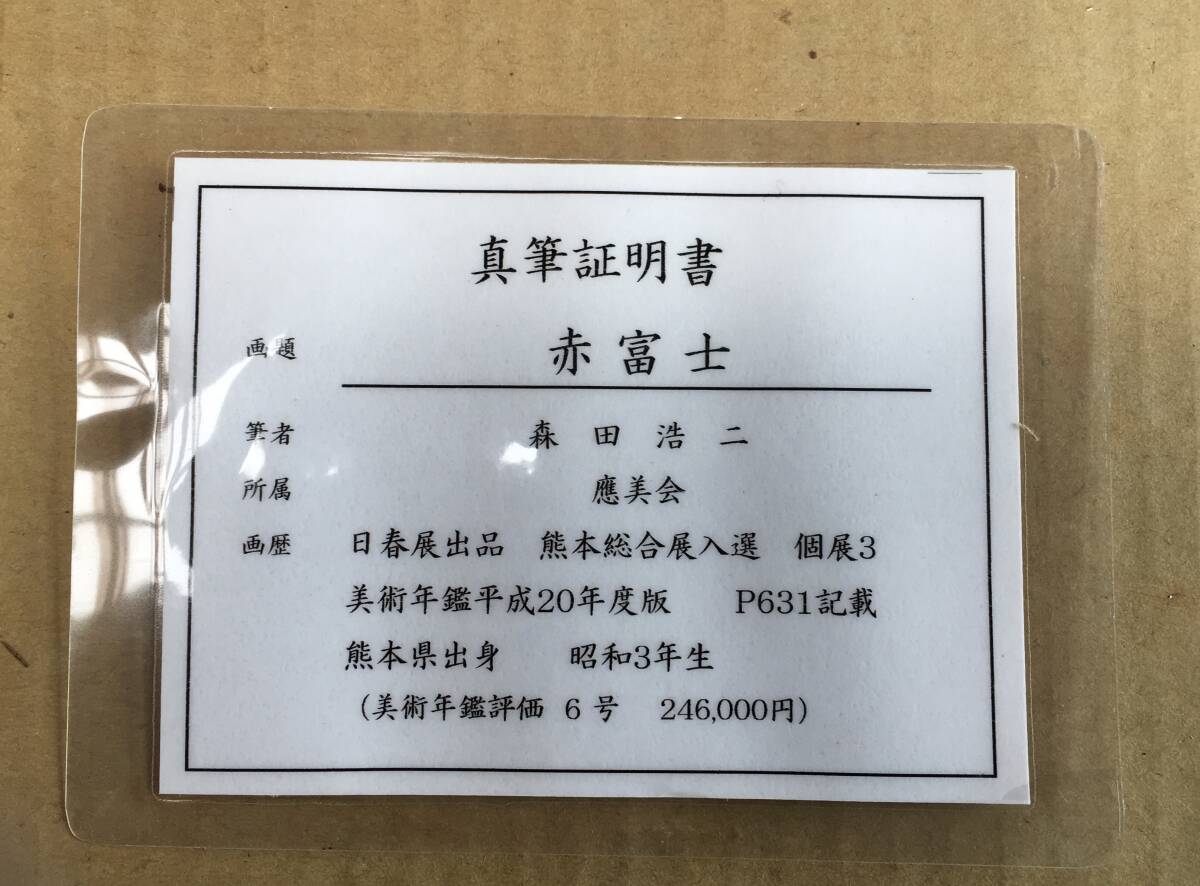 真筆証明書
画題 赤富士
筆者 森田浩二
所属 應美会
画歴 日春展出品 熊本総合展入選 個展3
美術年鑑平成20年度版 P631記載
熊本県出身 昭和3年生
(美術年鑑評価 6号 246,000円)